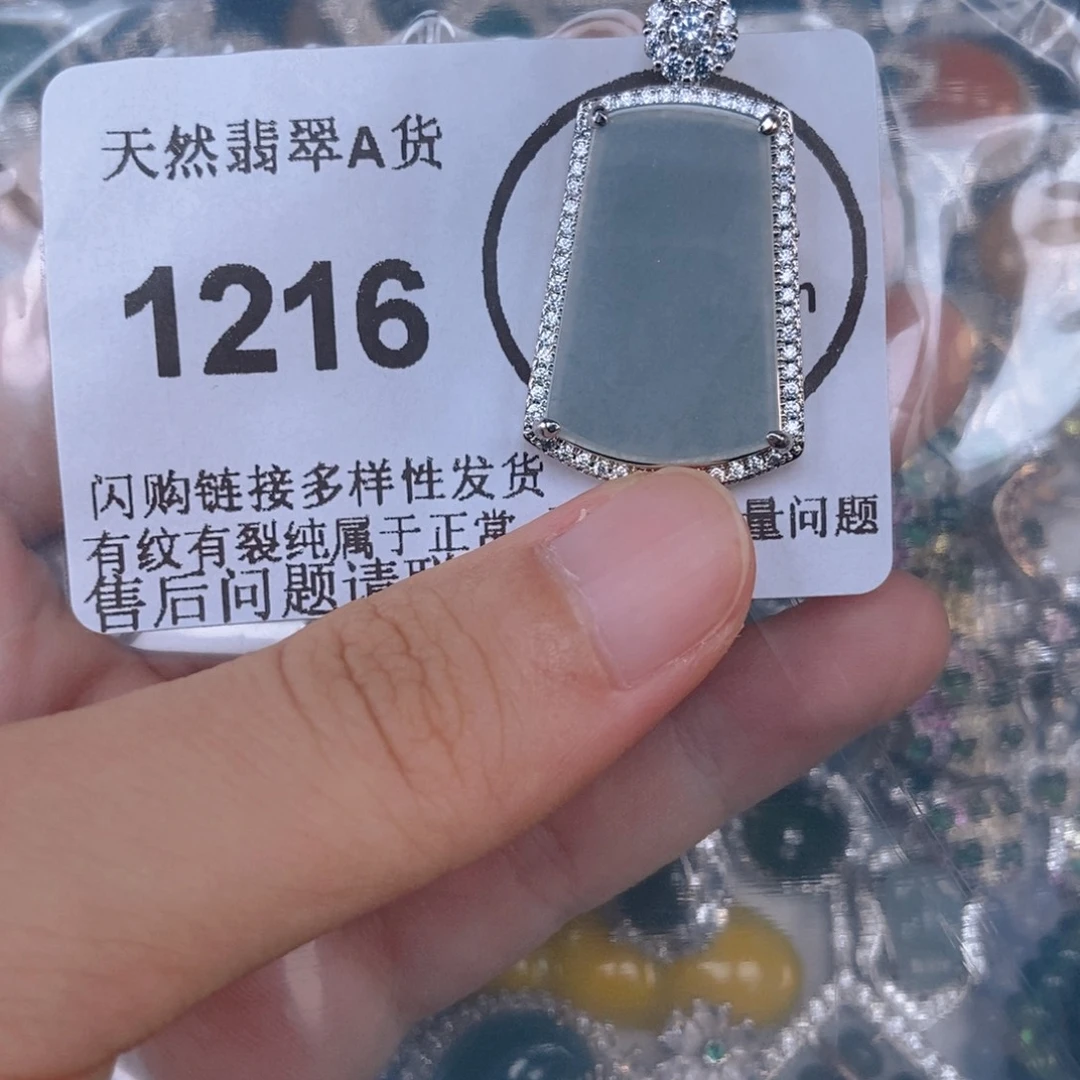 天然翡翠A货
1216
闪购链接多样性发货
有纹有裂纯属于正常 量问题
售后问题请联